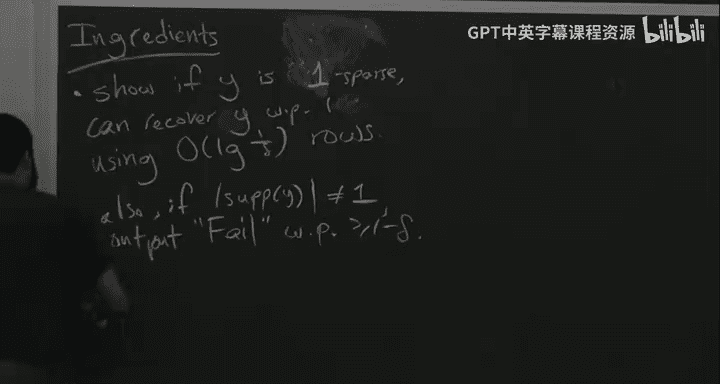 GPT中英字幕课程资源 bilibili
Ingredients
• show if y is 1-sparse,
can recover y w.p. 1
using O(lg 1/δ) rows.
also, if |supp(y)| ≠ 1,
output "Fail" w.p. ≥ 1-δ.